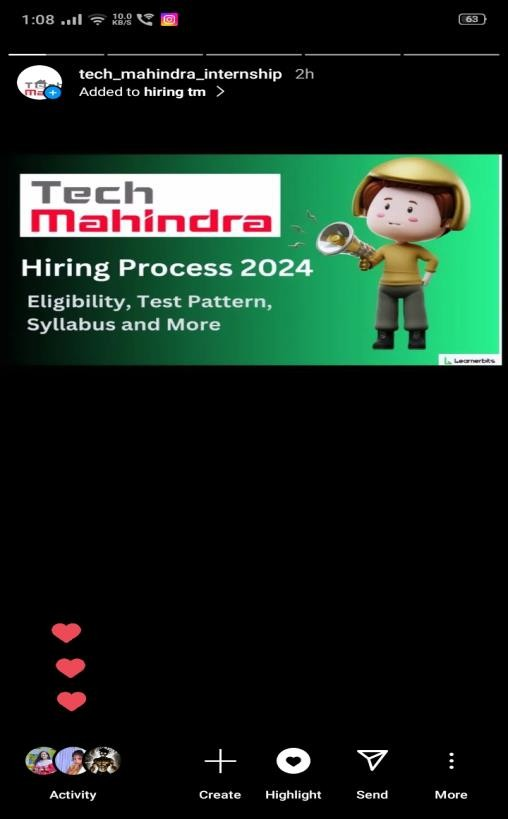 1:08
10.0
KB/S
63
tech_mahindra_internship 2h
Added to hiring tm
Tech
Mahindra
Hiring Process 2024
Eligibility, Test Pattern,
Syllabus and More
Learnerbits
Activity
Create
Highlight
Send
More